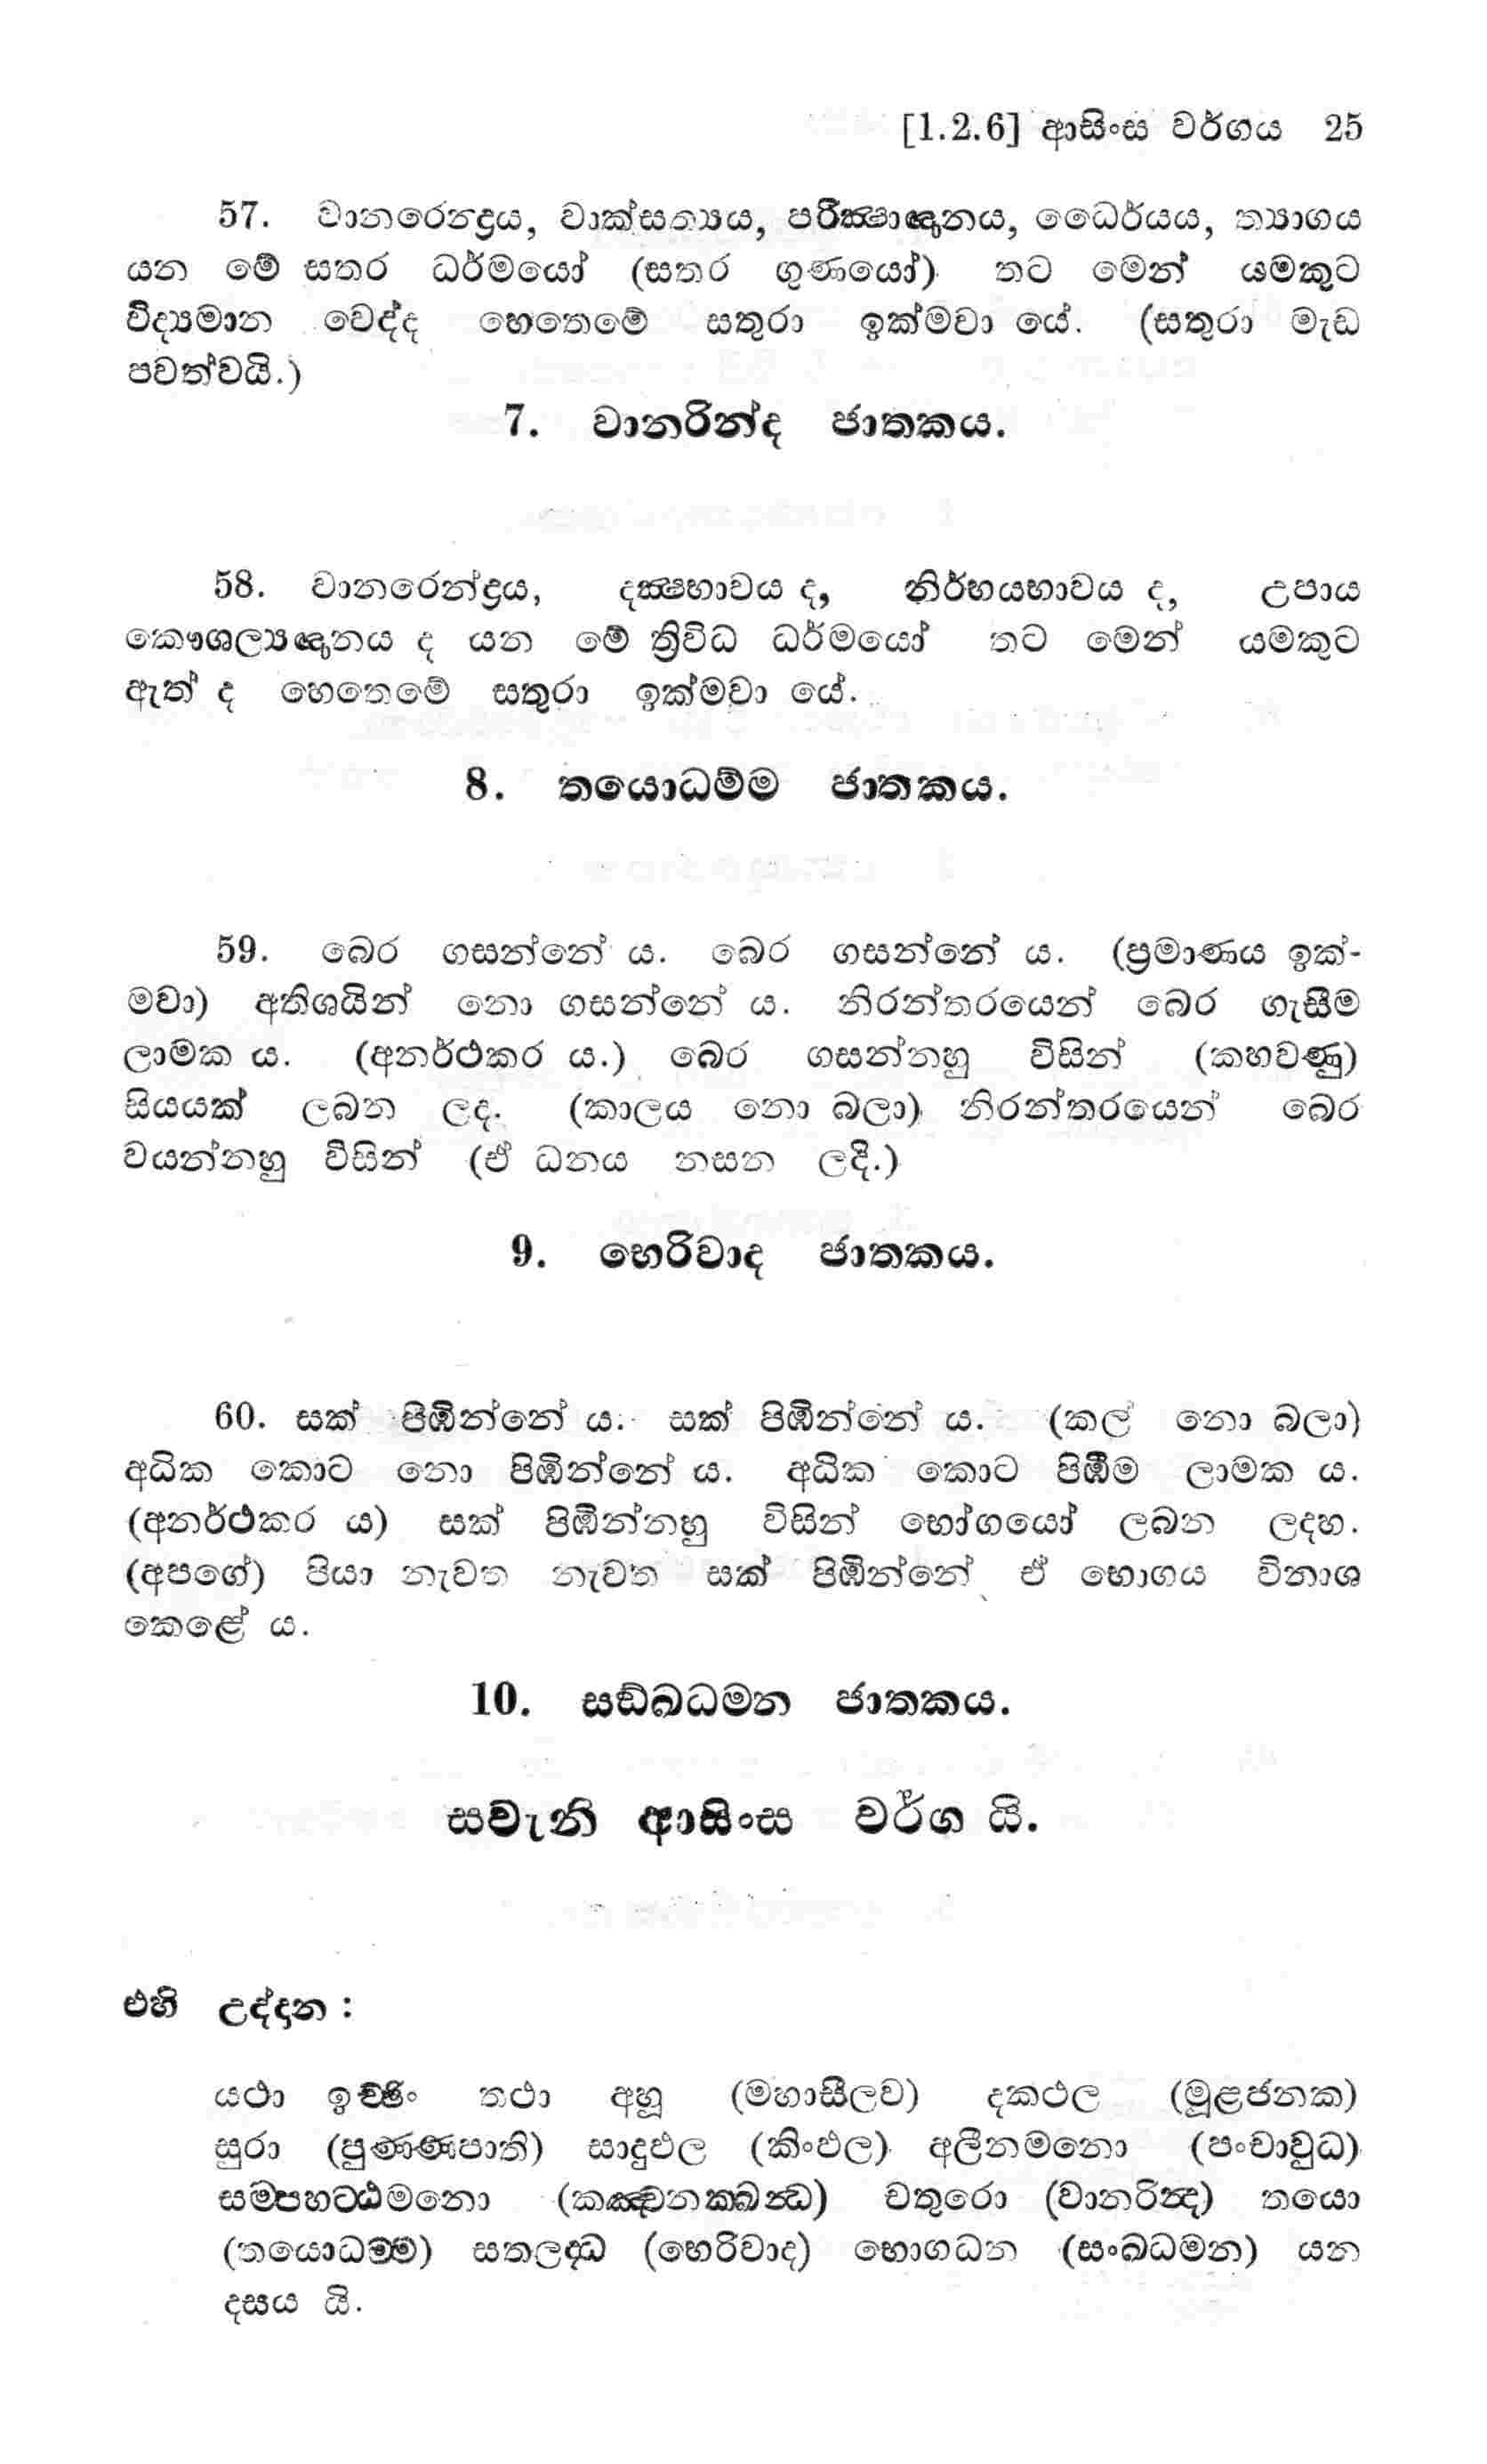 [1.2.6] ආසිංස වර්ගය 25
57. වානරෙන්ද්‍රය, වාක්සත්‍යය, පරීක්‍ෂාඥානය, ධෛර්යය, ත්‍යාගය
යන මේ සතර ධර්මයෝ (සතර ගුණයෝ) තට මෙන් යමකුට
විද්‍යමාන වෙද්ද හෙතෙමේ සතුරා ඉක්මවා යේ. (සතුරා මැඩ
පවත්වයි.)
7. වානරින්ද ජාතකය.
58. වානරෙන්ද්‍රය, දක්‍ෂභාවය ද, නිර්භයභාවය ද, උපාය
කෞශල්‍යඥානය ද යන මේ ත්‍රිවිධ ධර්මයෝ තට මෙන් යමකුට
ඇත් ද හෙතෙමේ සතුරා ඉක්මවා යේ.
8. තයොධම්ම ජාතකය.
59. බෙර ගසන්නේ ය. බෙර ගසන්නේ ය. (ප්‍රමාණය ඉක්-
මවා) අතිශයින් නො ගසන්නේ ය. නිරන්තරයෙන් බෙර ගැසීම
ලාමක ය. (අනර්ථකර ය.) බෙර ගසන්නහු විසින් (කහවණු)
සියයක් ලබන ලද. (කාලය නො බලා) නිරන්තරයෙන් බෙර
වයන්නහු විසින් (ඒ ධනය නසන ලදි.)
9. භෙරිවාද ජාතකය.
60. සක් පිඹින්නේ ය. සක් පිඹින්නේ ය. (කල් නො බලා)
අධික කොට නො පිඹින්නේ ය. අධික කොට පිඹීම ලාමක ය.
(අනර්ථකර ය) සක් පිඹින්නහු විසින් භෝගයෝ ලබන ලදහ.
(අපගේ) පියා නැවත නැවත සක් පිඹින්නේ ඒ භොගය විනාශ
කෙළේ ය.
10. සඞ්ඛධමන ජාතකය.
සවැනි ආසිංස වර්ග යි.
එහි උද්දාන :
යථා ඉච්ඡිං තථා අහූ (මහාසීලව) දකථල (මූළජනක)
සුරා (පුණ්ණපාති) සාදුඵල (කිංඵල) අලීනමනො (පංචාවුධ)
සම්පහට්ඨමනො (කඤ්චනක්ඛන්ධ) චතුරො (වානරින්ද) තයො
(තයොධම්ම) සතලද්ධ (භෙරිවාද) භොගධන (සංඛධමන) යන
දසය යි.